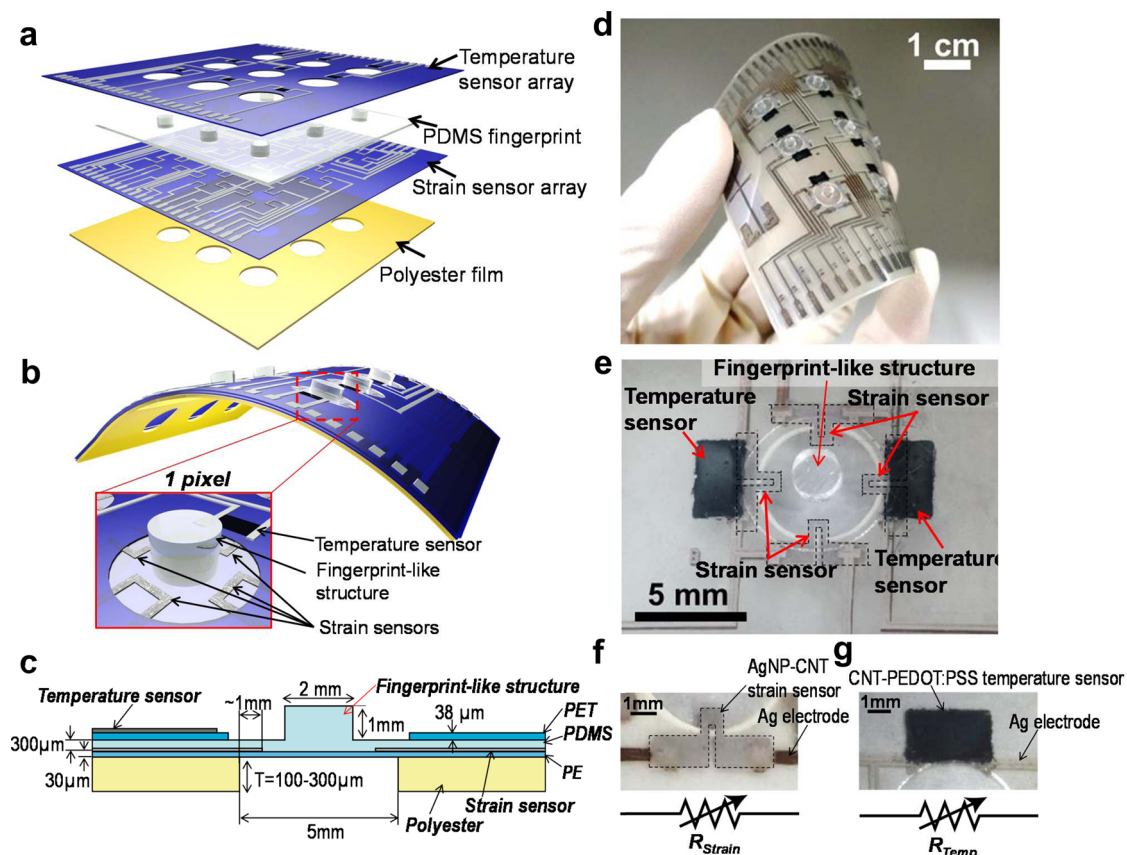 a
Temperature
sensor array
PDMS fingerprint
Strain sensor array
Polyester film
b
1 pixel
Temperature sensor
Fingerprint-like
structure
Strain sensors
c
Temperature sensor
~1mm
2 mm
Fingerprint-like structure
1mm
38 µm
PET
PDMS
300µm
30µm
T=100-300µm
PE
Strain sensor
Polyester
5mm
d
1 cm
e
Fingerprint-like
structure
Temperature
sensor
Strain
sensor
Strain sensor
Temperature
sensor
5 mm
f
AgNP-CNT
strain sensor
1mm
Ag electrode
RStrain
g
CNT-PEDOT:PSS temperature sensor
1mm
Ag electrode
RTemp